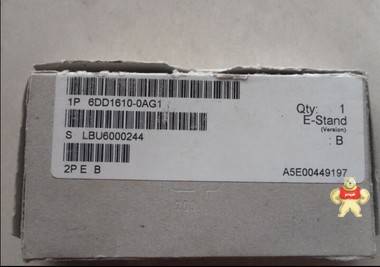 1P 6DD1610-0AG1
Qty: 1
E-Stand
(Version)
: B
S LBU6000244
2P E B
A5E00449197